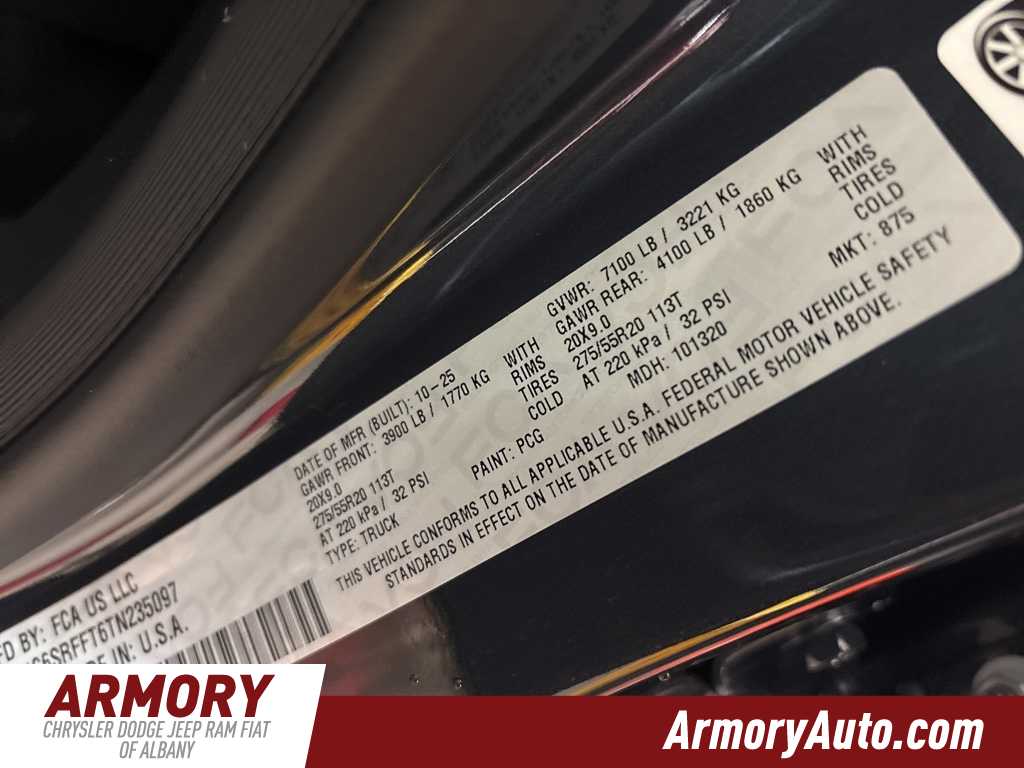 DATE OF MFR (BUILT): 10-25
GAWR FRONT: 3900 LB / 1770 KG WITH
20X9.0 RIMS
275/55R20 113T TIRES
AT 220 kPa / 32 PSI COLD
TYPE: TRUCK
PAINT: PCG
GVWR: 7100 LB / 3221 KG
GAWR REAR: 4100 LB / 1860 KG WITH
20X9.0 RIMS
275/55R20 113T TIRES
AT 220 kPa / 32 PSI COLD
MDH: 101320
MKT: 875
THIS VEHICLE CONFORMS TO ALL APPLICABLE U.S.A. FEDERAL MOTOR VEHICLE SAFETY
STANDARDS IN EFFECT ON THE DATE OF MANUFACTURE SHOWN ABOVE.
BY: FCA US LLC
6SRFFT6TN235097
IN: U.S.A.
ARMORY
CHRYSLER DODGE JEEP RAM FIAT
OF ALBANY
ArmoryAuto.com